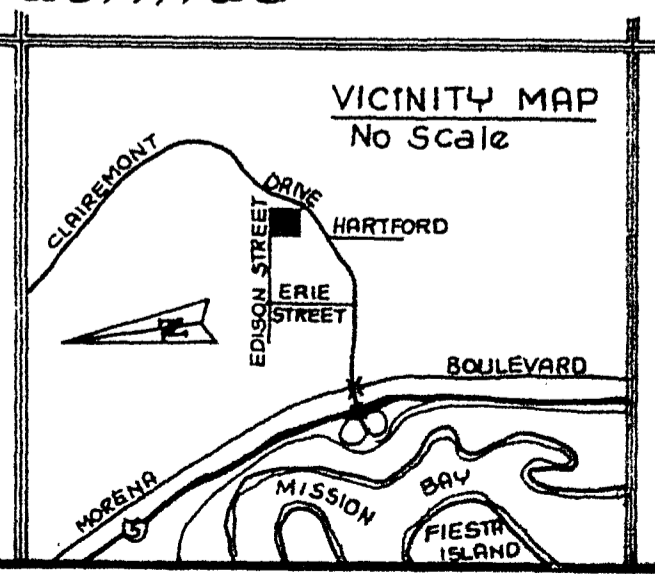 VICINITY MAP
No Scale
CLAIREMONT
DRIVE
HARTFORD
EDISON STREET
ERIE
STREET
N
BOULEVARD
MORENA
5
MISSION
BAY
FIESTA
ISLAND